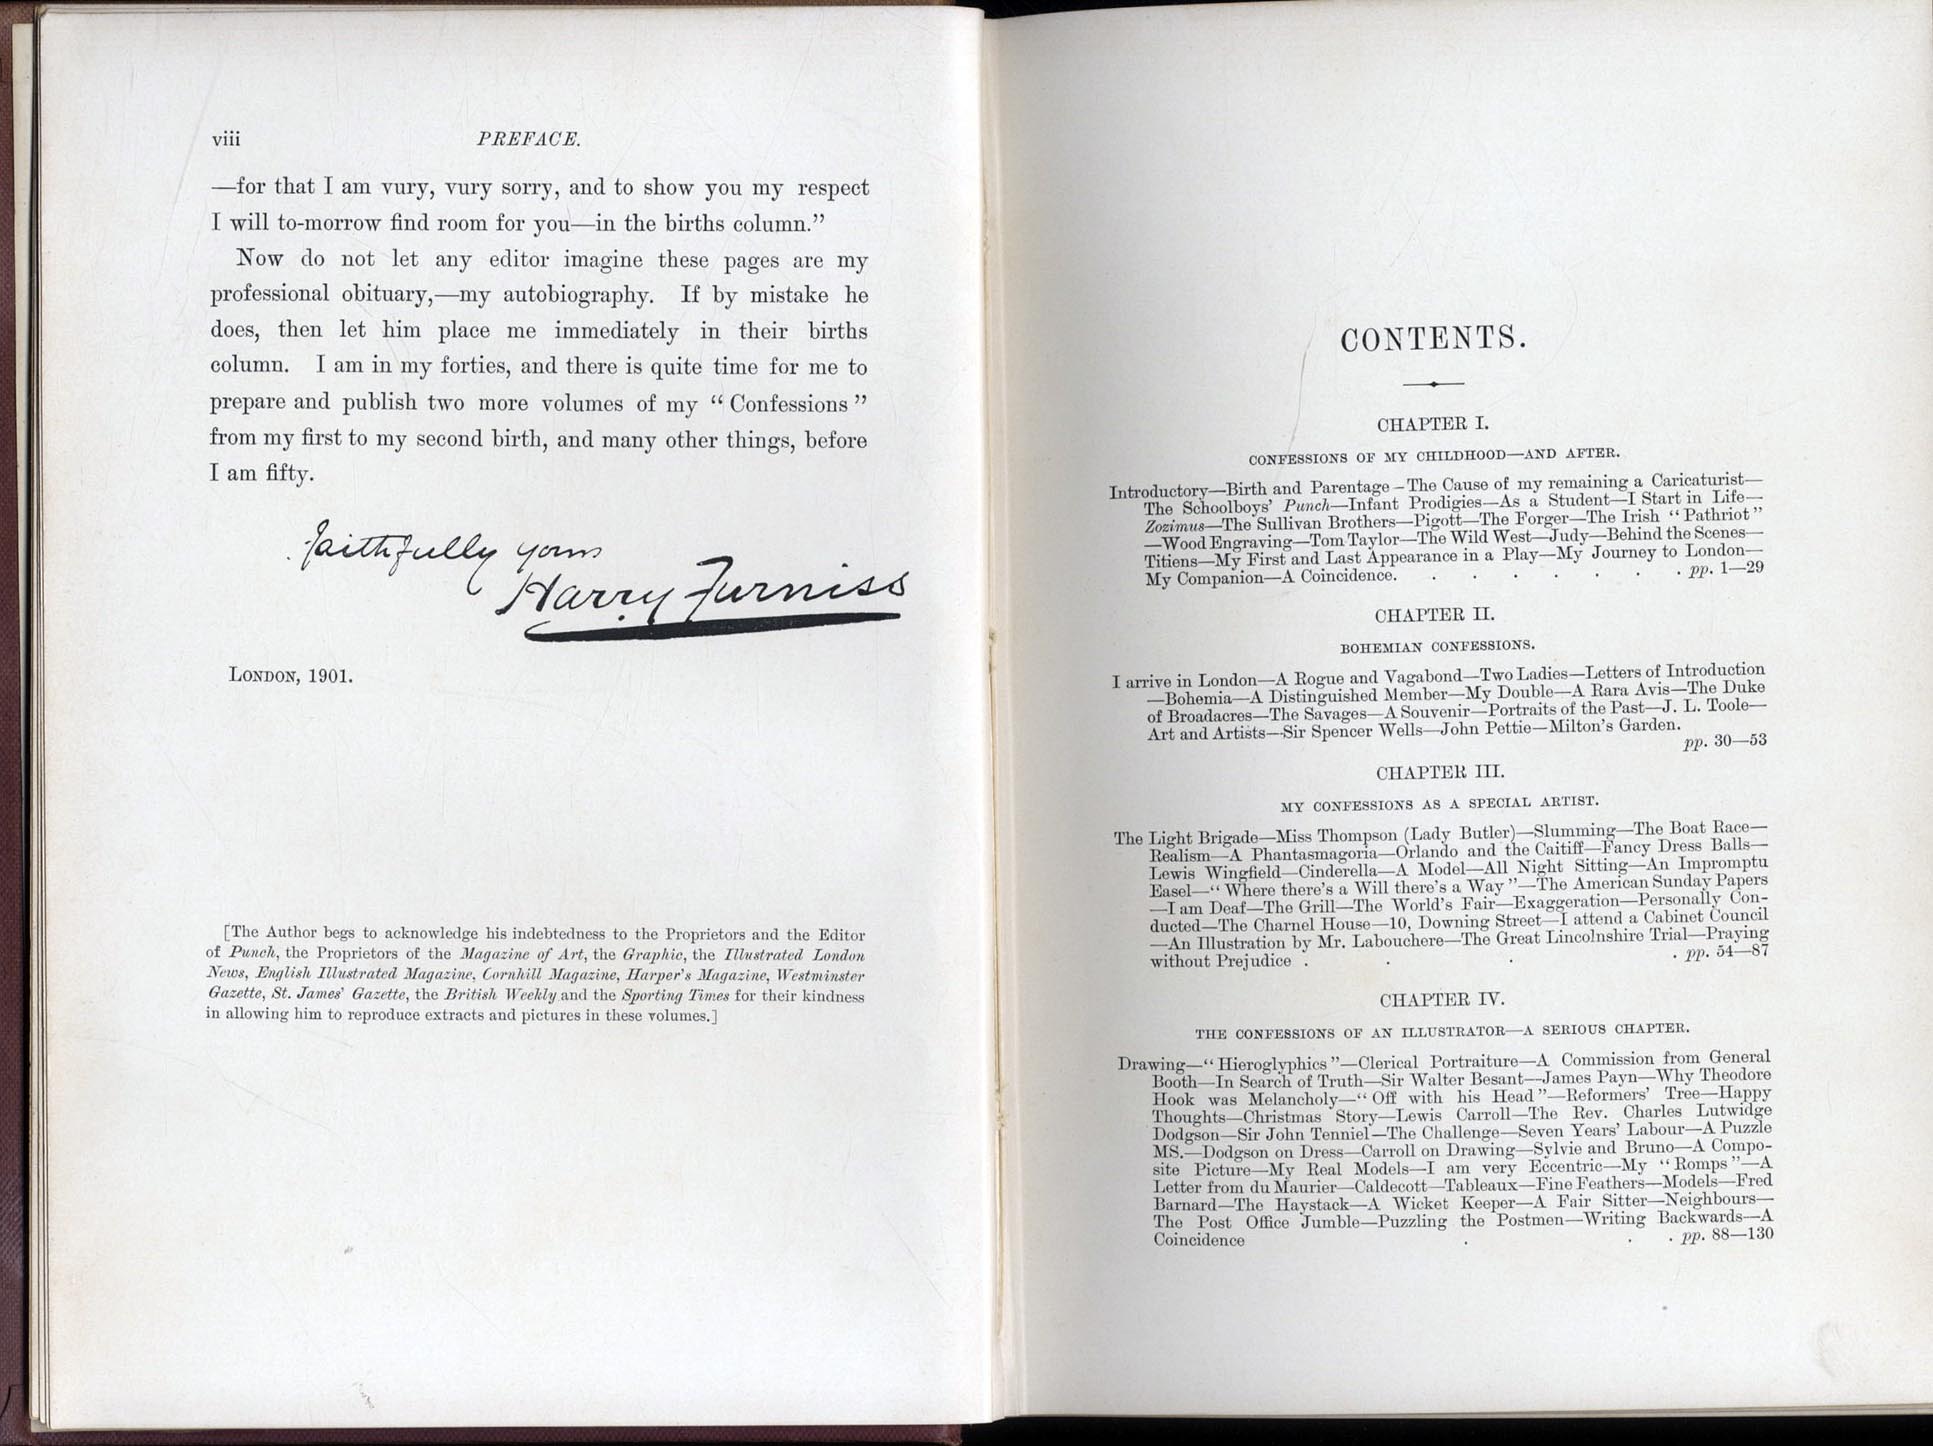 viii PREFACE.
—for that I am vury, vury sorry, and to show you my respect
I will to-morrow find room for you—in the births column.”
Now do not let any editor imagine these pages are my
professional obituary,—my autobiography. If by mistake he
does, then let him place me immediately in their births
column. I am in my forties, and there is quite time for me to
prepare and publish two more volumes of my “Confessions”
from my first to my second birth, and many other things, before
I am fifty.
faithfully yours
Harry Furniss
LONDON, 1901.
[The Author begs to acknowledge his indebtedness to the Proprietors and the Editor
of Punch, the Proprietors of the Magazine of Art, the Graphic, the Illustrated London
News, English Illustrated Magazine, Cornhill Magazine, Harper's Magazine, Westminster
Gazette, St. James' Gazette, the British Weekly and the Sporting Times for their kindness
in allowing him to reproduce extracts and pictures in these volumes.]
CONTENTS.
CHAPTER I.
CONFESSIONS OF MY CHILDHOOD—AND AFTER.
Introductory—Birth and Parentage—The Cause of my remaining a Caricaturist—
The Schoolboys' Punch—Infant Prodigies—As a Student—I Start in Life—
Zozimus—The Sullivan Brothers—Pigott—The Forger—The Irish “Pathriot”
—Wood Engraving—Tom Taylor—The Wild West—Judy—Behind the Scenes—
Titiens—My First and Last Appearance in a Play—My Journey to London—
My Companion—A Coincidence. . . . . . . . pp. 1—29
CHAPTER II.
BOHEMIAN CONFESSIONS.
I arrive in London—A Rogue and Vagabond—Two Ladies—Letters of Introduction
—Bohemia—A Distinguished Member—My Double—A Rara Avis—The Duke
of Broadacres—The Savages—A Souvenir—Portraits of the Past—J. L. Toole—
Art and Artists—Sir Spencer Wells—John Pettie—Milton's Garden.
pp. 30—53
CHAPTER III.
MY CONFESSIONS AS A SPECIAL ARTIST.
The Light Brigade—Miss Thompson (Lady Butler)—Slumming—The Boat Race—
Realism—A Phantasmagoria—Orlando and the Caitiff—Fancy Dress Balls—
Lewis Wingfield—Cinderella—A Model—All Night Sitting—An Impromptu
Easel—“Where there's a Will there's a Way”—The American Sunday Papers
—I am Deaf—The Grill—The World's Fair—Exaggeration—Personally Con-
ducted—The Charnel House—10, Downing Street—I attend a Cabinet Council
—An Illustration by Mr. Labouchere—The Great Lincolnshire Trial—Praying
without Prejudice . . . . pp. 54—87
CHAPTER IV.
THE CONFESSIONS OF AN ILLUSTRATOR—A SERIOUS CHAPTER.
Drawing—“Hieroglyphics”—Clerical Portraiture—A Commission from General
Booth—In Search of Truth—Sir Walter Besant—James Payn—Why Theodore
Hook was Melancholy—“Off with his Head”—Reformers' Tree—Happy
Thoughts—Christmas Story—Lewis Carroll—The Rev. Charles Lutwidge
Dodgson—Sir John Tenniel—The Challenge—Seven Years' Labour—A Puzzle
MS.—Dodgson on Dress—Carroll on Drawing—Sylvie and Bruno—A Compo-
site Picture—My Real Models—I am very Eccentric—My “Romps”—A
Letter from du Maurier—Caldecott—Tableaux—Fine Feathers—Models—Fred
Barnard—The Haystack—A Wicket Keeper—A Fair Sitter—Neighbours—
The Post Office Jumble—Puzzling the Postmen—Writing Backwards—A
Coincidence . . . pp. 88—130